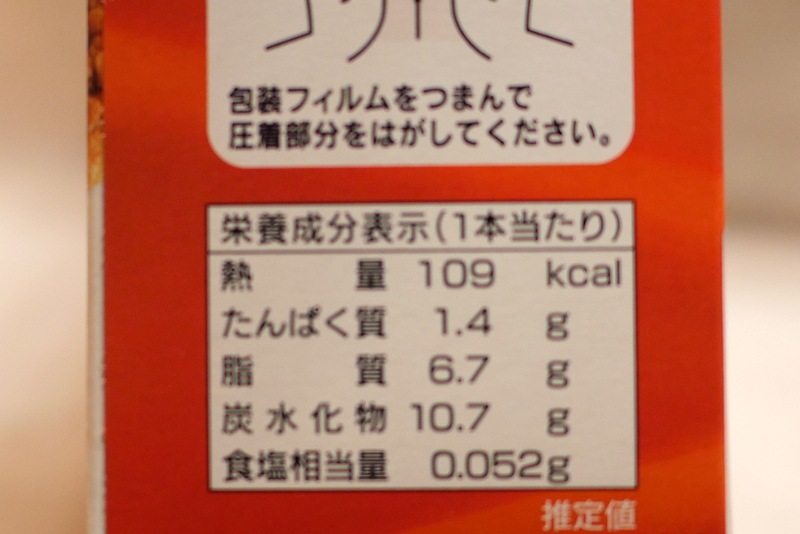 包装フィルムをつまんで
圧着部分をはがしてください。
栄養成分表示(1本当たり)
熱量 109 kcal
たんぱく質 1.4 g
脂質 6.7 g
炭水化物 10.7 g
食塩相当量 0.052g
推定値